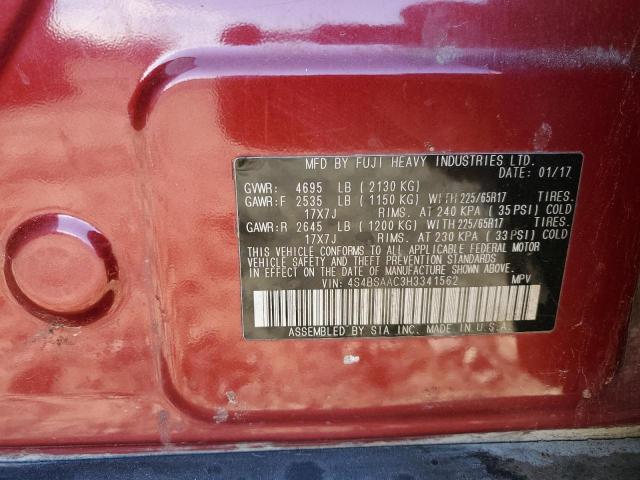 MFD BY FUJI HEAVY INDUSTRIES LTD.
DATE: 01/17
GVWR: 4695 LB (2130 KG)
GAWR:F 2535 LB (1150 KG) WITH 225/65R17 TIRES.
17X7J RIMS. AT 240 KPA (35 PSI) COLD
GAWR:R 2645 LB (1200 KG) WITH 225/65R17 TIRES.
17X7J RIMS. AT 230 KPA (33 PSI) COLD
THIS VEHICLE CONFORMS TO ALL APPLICABLE FEDERAL MOTOR
VEHICLE SAFETY AND THEFT PREVENTION STANDARDS
IN EFFECT ON THE DATE OF MANUFACTURE SHOWN ABOVE.
VIN: 4S4BSAAC3H3341562 MPV
ASSEMBLED BY SIA INC. MADE IN U.S.A.